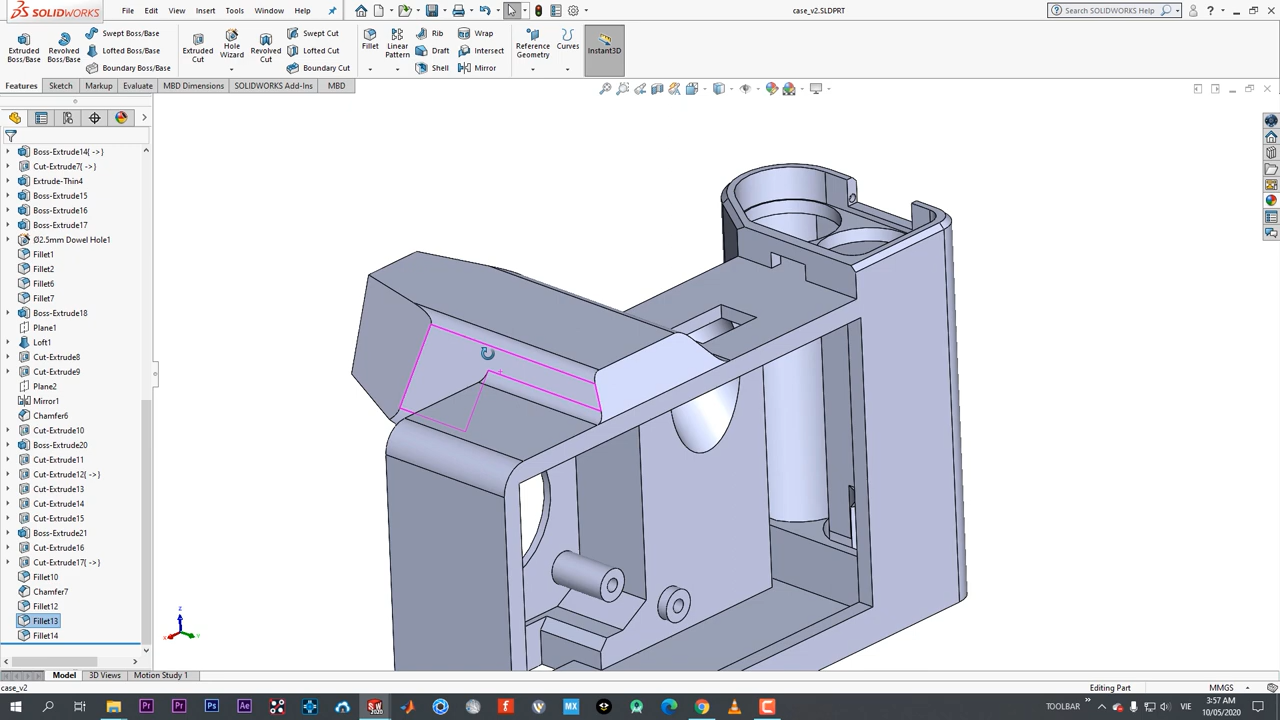 SOLIDWORKS File Edit View Insert Tools Window Help case_v2.SLDPRT Search SOLIDWORKS Help
Extruded Boss/Base
Revolved Boss/Base
Swept Boss/Base
Lofted Boss/Base
Boundary Boss/Base
Extruded Cut
Hole Wizard
Revolved Cut
Swept Cut
Lofted Cut
Boundary Cut
Fillet
Linear Pattern
Rib
Draft
Shell
Wrap
Intersect
Mirror
Reference Geometry
Curves
Instant3D
Features Sketch Markup Evaluate MBD Dimensions SOLIDWORKS Add-Ins MBD
Boss-Extrude14{ ->}
Cut-Extrude7{ ->}
Extrude-Thin4
Boss-Extrude15
Boss-Extrude16
Boss-Extrude17
Ø2.5mm Dowel Hole1
Fillet1
Fillet2
Fillet6
Fillet7
Boss-Extrude18
Plane1
Loft1
Cut-Extrude8
Cut-Extrude9
Plane2
Mirror1
Chamfer6
Cut-Extrude10
Boss-Extrude20
Cut-Extrude11
Cut-Extrude12{ ->}
Cut-Extrude13
Cut-Extrude14
Cut-Extrude15
Boss-Extrude21
Cut-Extrude16
Cut-Extrude17{ ->}
Fillet10
Chamfer7
Fillet12
Fillet13
Fillet14
Model 3D Views Motion Study 1
case_v2 Editing Part MMGS
TOOLBAR VIE 3:57 AM
10/05/2020